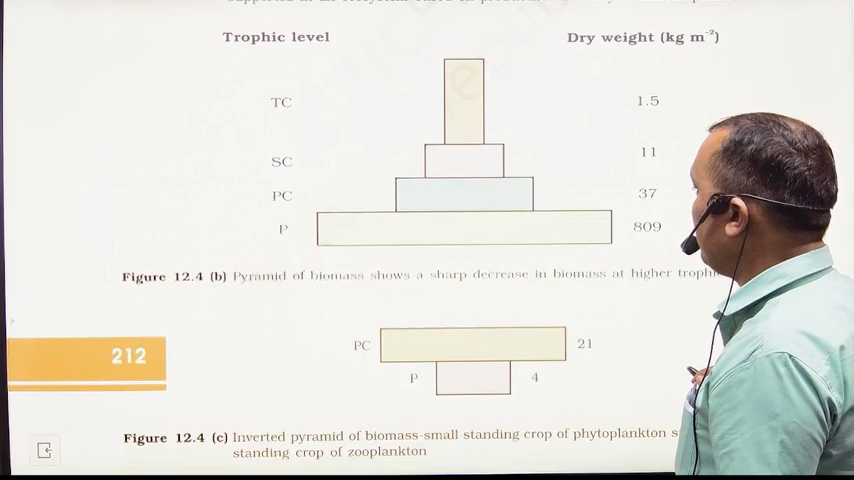 Trophic level Dry weight (kg m⁻²)
TC 1.5
SC 11
PC 37
P 809
Figure 12.4 (b) Pyramid of biomass shows a sharp decrease in biomass at higher
PC 21
212
P 4
Figure 12.4 (c) Inverted pyramid of biomass-small standing crop of phytoplankton
standing crop of zooplankton